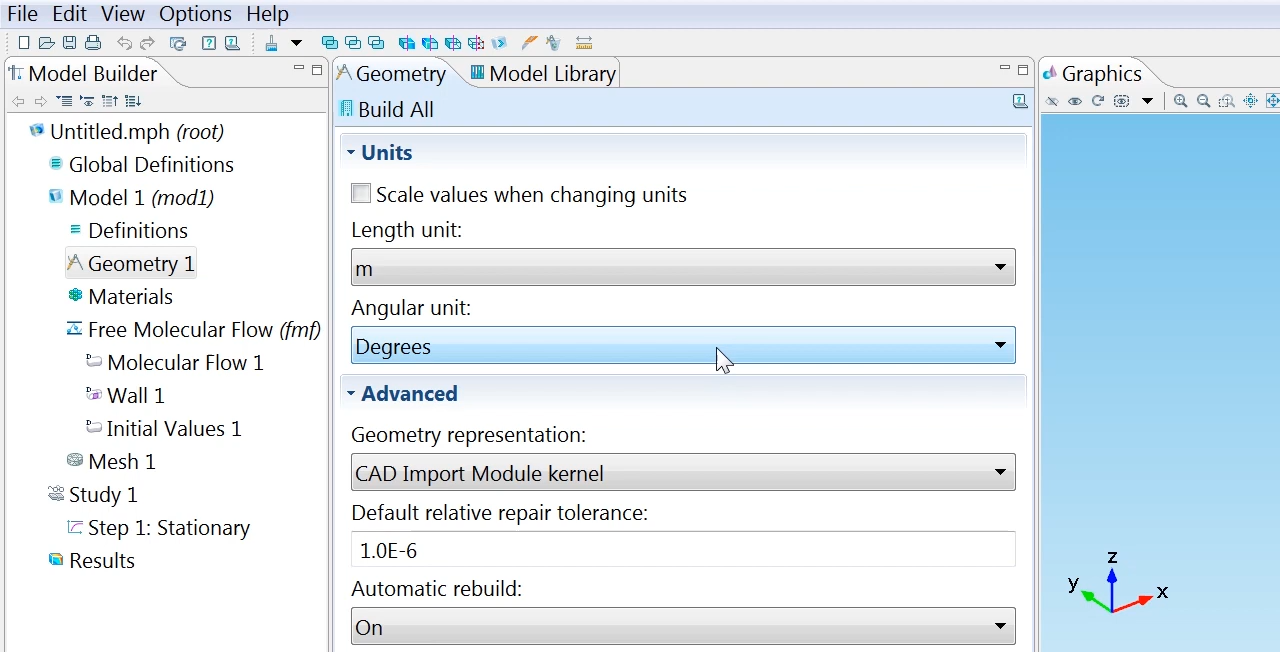 File Edit View Options Help
Model Builder
Geometry
Model Library
Graphics
Build All
Untitled.mph (root)
Global Definitions
Model 1 (mod1)
Definitions
Geometry 1
Materials
Free Molecular Flow (fmf)
Molecular Flow 1
Wall 1
Initial Values 1
Mesh 1
Study 1
Step 1: Stationary
Results
Units
Scale values when changing units
Length unit:
m
Angular unit:
Degrees
Advanced
Geometry representation:
CAD Import Module kernel
Default relative repair tolerance:
1.0E-6
Automatic rebuild:
On
z
y
x